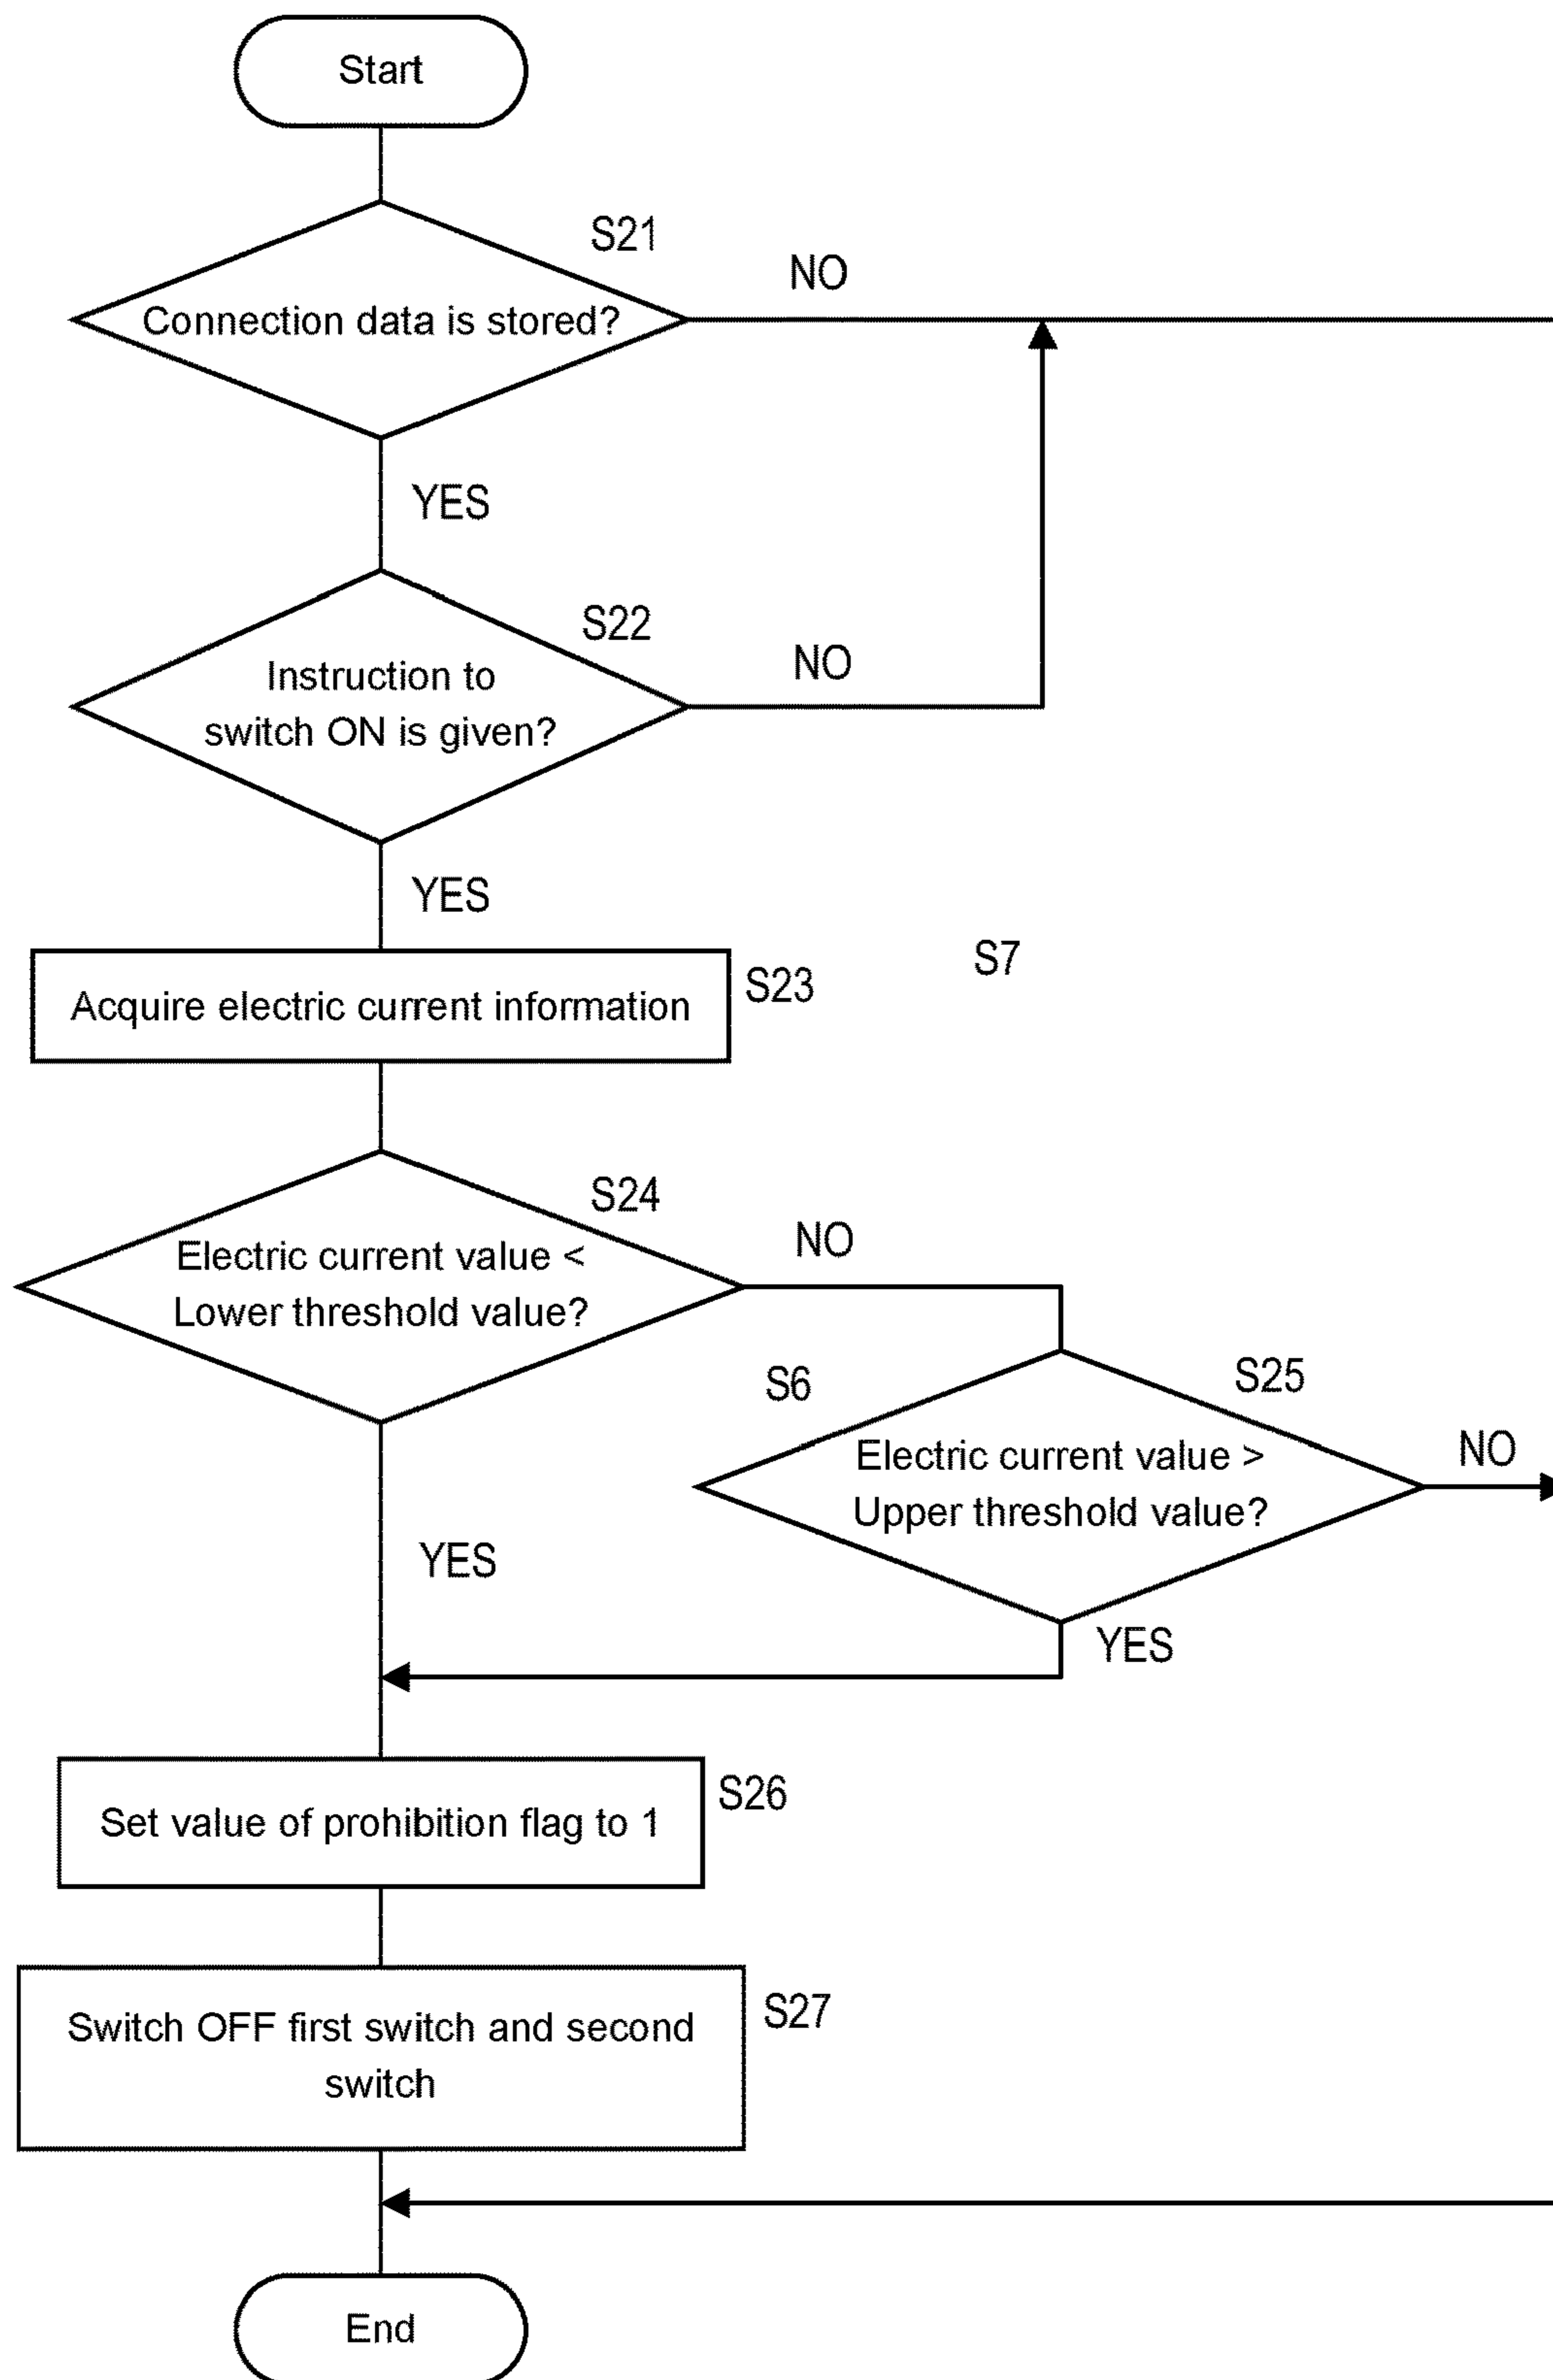 Start
S21
NO
Connection data is stored?
YES
S22
NO
Instruction to
switch ON is given?
YES
S7
S23
Acquire electric current information
S24
NO
Electric current value <
Lower threshold value?
S6
S25
NO
Electric current value >
Upper threshold value?
YES
YES
S26
Set value of prohibition flag to 1
S27
Switch OFF first switch and second
switch
End